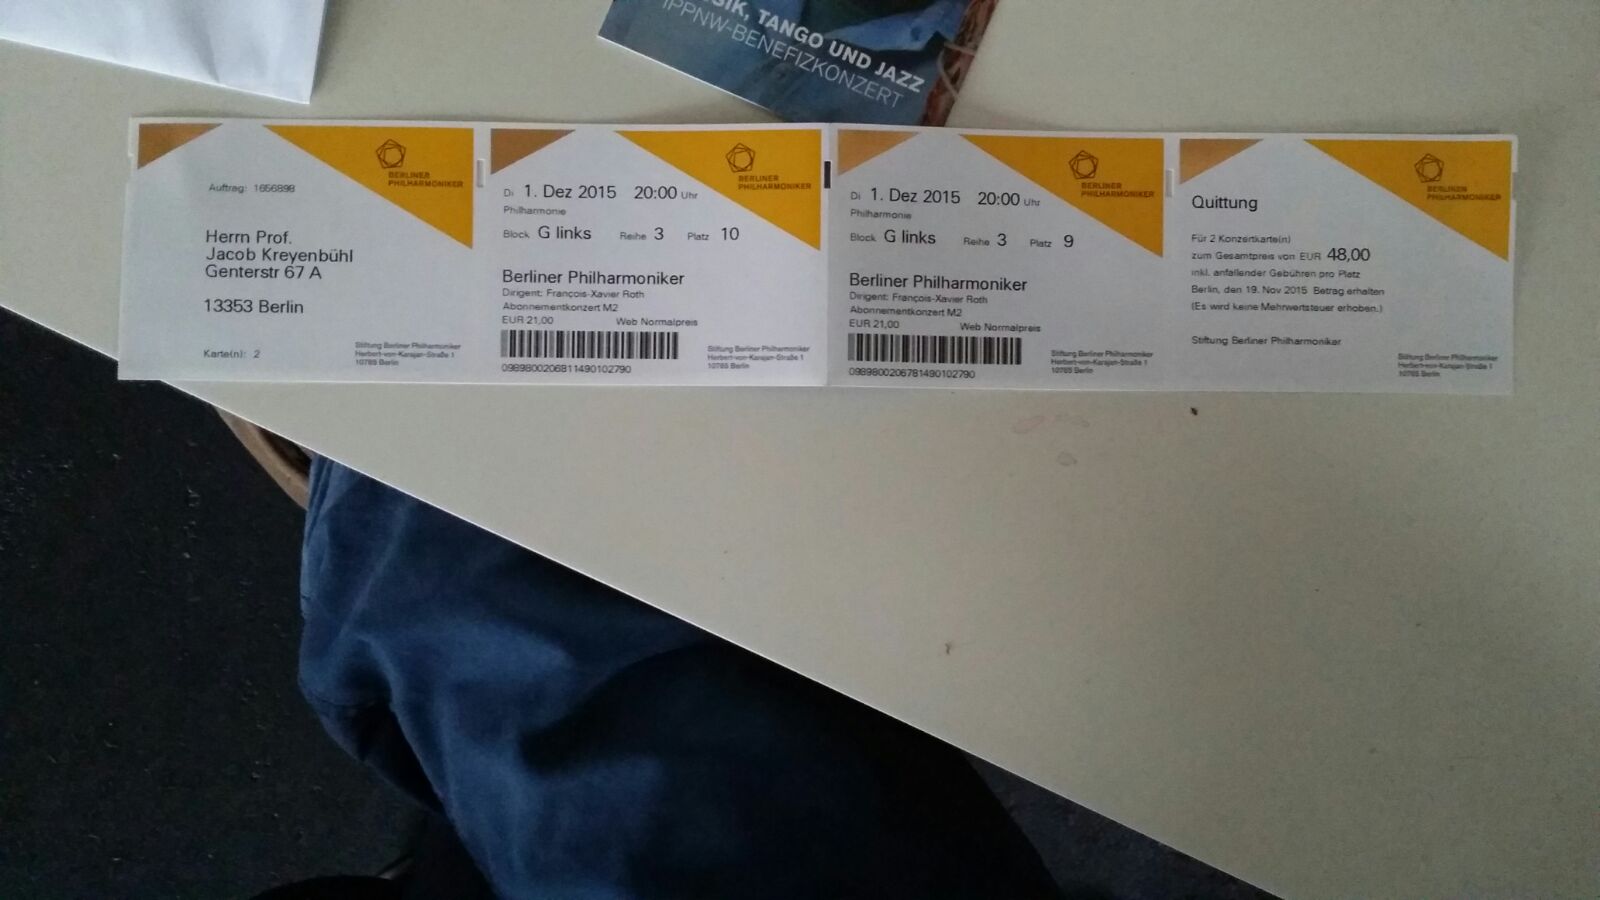 SIK, TANGO UND JAZZ
IPPNW-BENEFIZKONZERT
BERLINER
PHILHARMONIKER
Auftrag: 1656898
Herrn Prof.
Jacob Kreyenbühl
Genterstr 67 A
13353 Berlin
Karte(n): 2
Stiftung Berliner Philharmoniker
Herbert-von-Karajan-Straße 1
10785 Berlin
BERLINER
PHILHARMONIKER
Di 1. Dez 2015 20:00 Uhr
Philharmonie
Block G links Reihe 3 Platz 10
Berliner Philharmoniker
Dirigent: François-Xavier Roth
Abonnementkonzert M2
EUR 21,00 Web Normalpreis
0989800206811490102790
Stiftung Berliner Philharmoniker
Herbert-von-Karajan-Straße 1
10785 Berlin
BERLINER
PHILHARMONIKER
Di 1. Dez 2015 20:00 Uhr
Philharmonie
Block G links Reihe 3 Platz 9
Berliner Philharmoniker
Dirigent: François-Xavier Roth
Abonnementkonzert M2
EUR 21,00 Web Normalpreis
0989800206781490102790
Stiftung Berliner Philharmoniker
Herbert-von-Karajan-Straße 1
10785 Berlin
BERLINER
PHILHARMONIKER
Quittung
Für 2 Konzertkarte(n)
zum Gesamtpreis von EUR 48,00
inkl. anfallender Gebühren pro Platz
Berlin, den 19. Nov 2015 Betrag erhalten
(Es wird keine Mehrwertsteuer erhoben.)
Stiftung Berliner Philharmoniker
Stiftung Berliner Philharmoniker
Herbert-von-Karajan-Straße 1
10785 Berlin